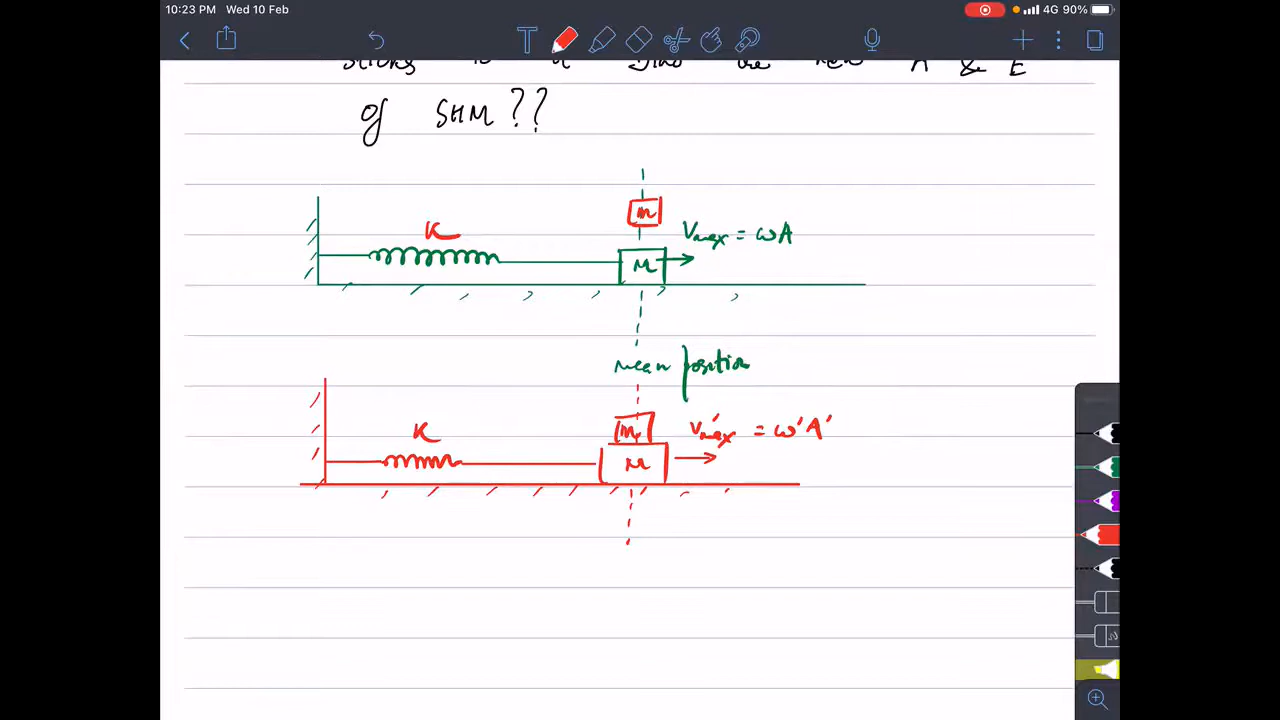 10:23 PM Wed 10 Feb
4G 90%
A & E
of SHM ??
m
K
Vmax = ωA
M
mean position
m
K
V'max = ω'A'
M